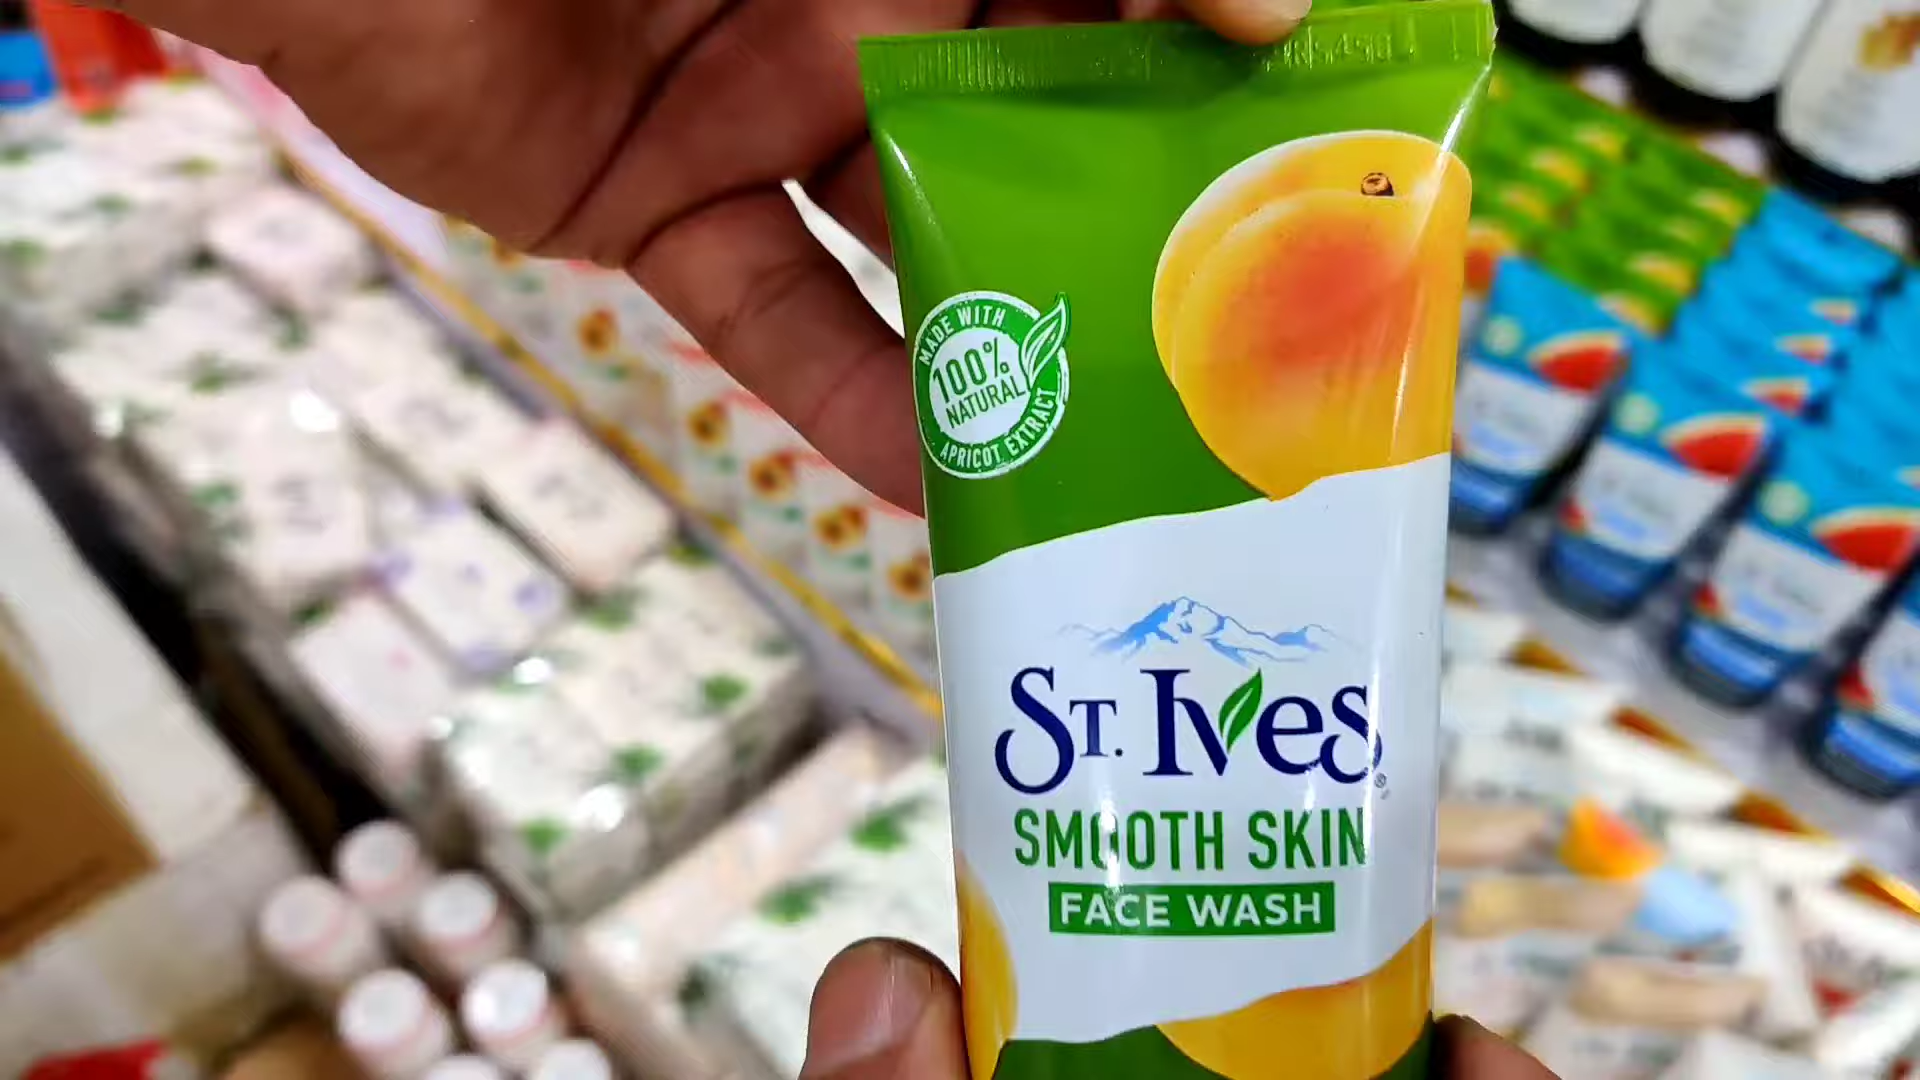 MADE WITH
100%
NATURAL
APRICOT EXTRACT
ST. IVES
SMOOTH SKIN
FACE WASH